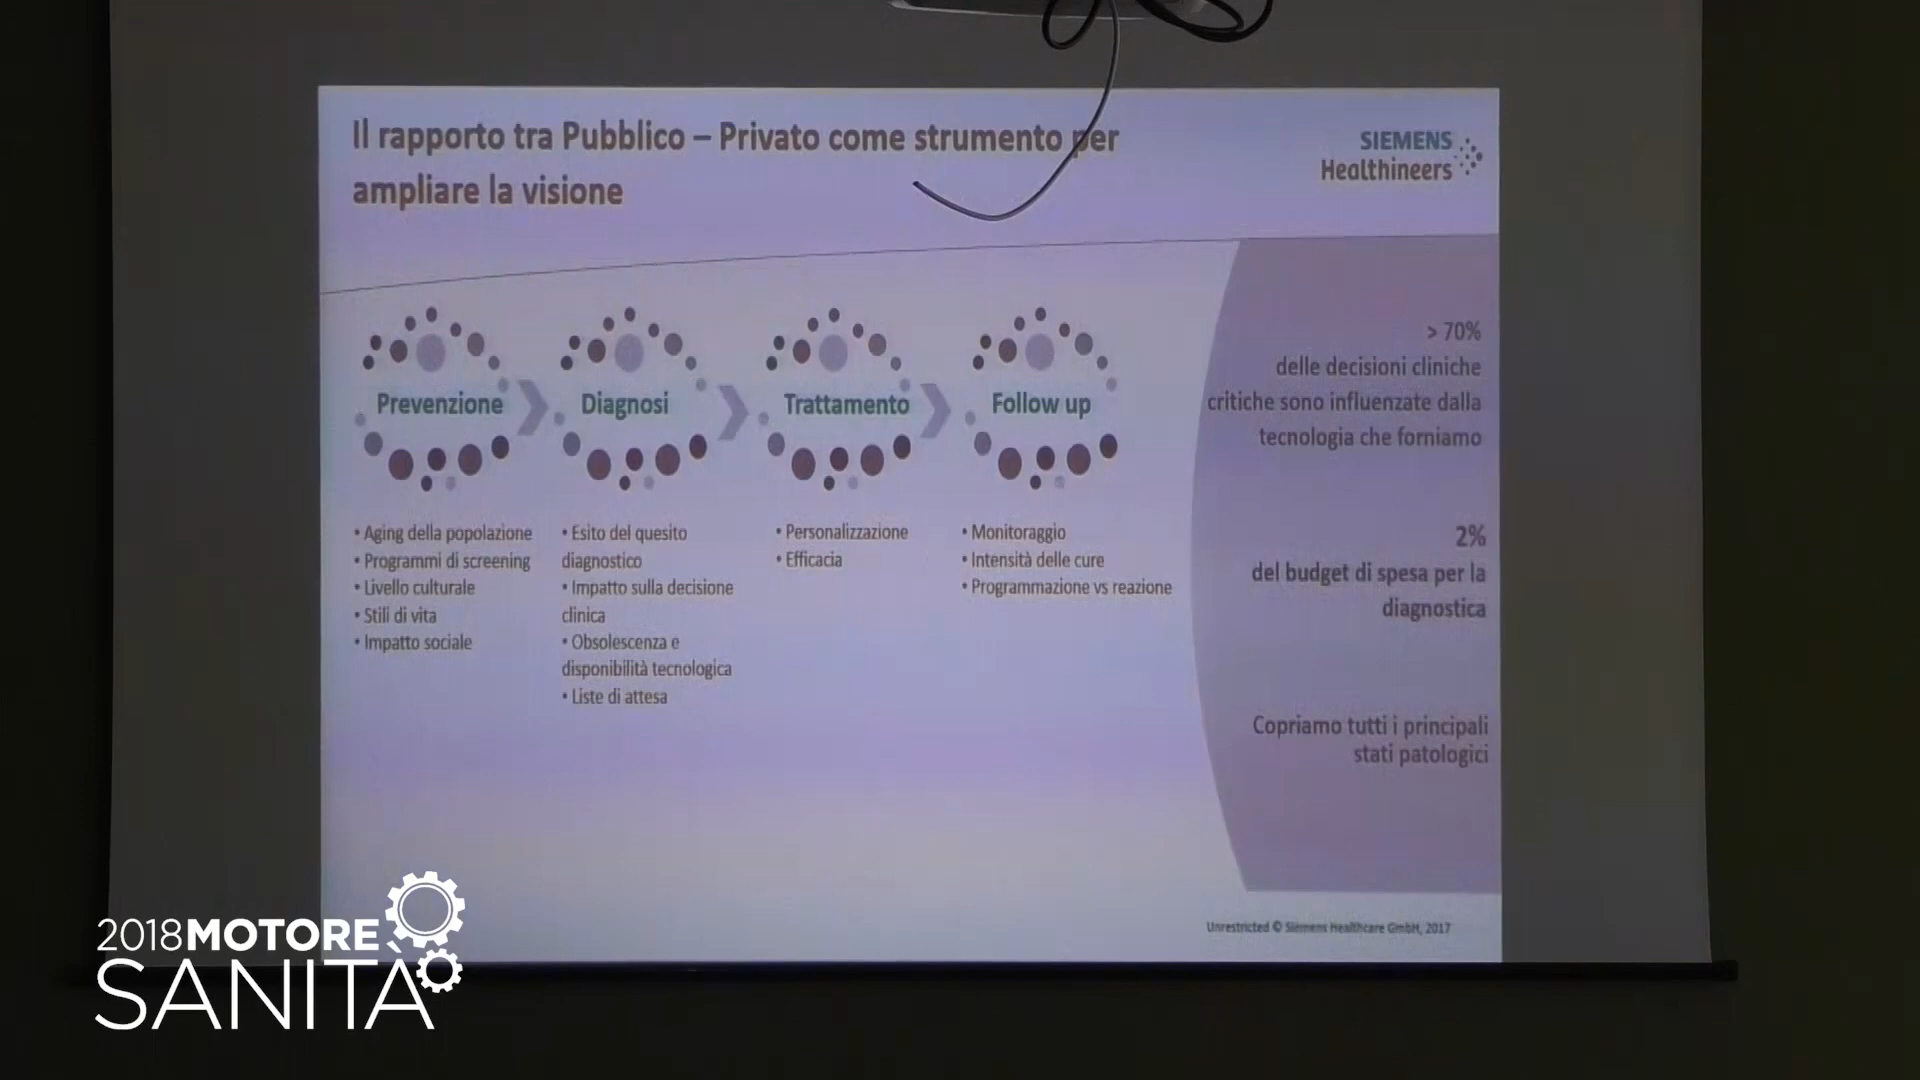 Il rapporto tra Pubblico – Privato come strumento per
ampliare la visione
SIEMENS
Healthineers
Prevenzione
Diagnosi
Trattamento
Follow up
• Aging della popolazione
• Programmi di screening
• Livello culturale
• Stili di vita
• Impatto sociale
• Esito del quesito
diagnostico
• Impatto sulla decisione
clinica
• Obsolescenza e
disponibilità tecnologica
• Liste di attesa
• Personalizzazione
• Efficacia
• Monitoraggio
• Intensità delle cure
• Programmazione vs reazione
> 70%
delle decisioni cliniche
critiche sono influenzate dalla
tecnologia che forniamo
2%
del budget di spesa per la
diagnostica
Copriamo tutti i principali
stati patologici
Unrestricted © Siemens Healthcare GmbH, 2017
2018MOTORE
SANITÀ